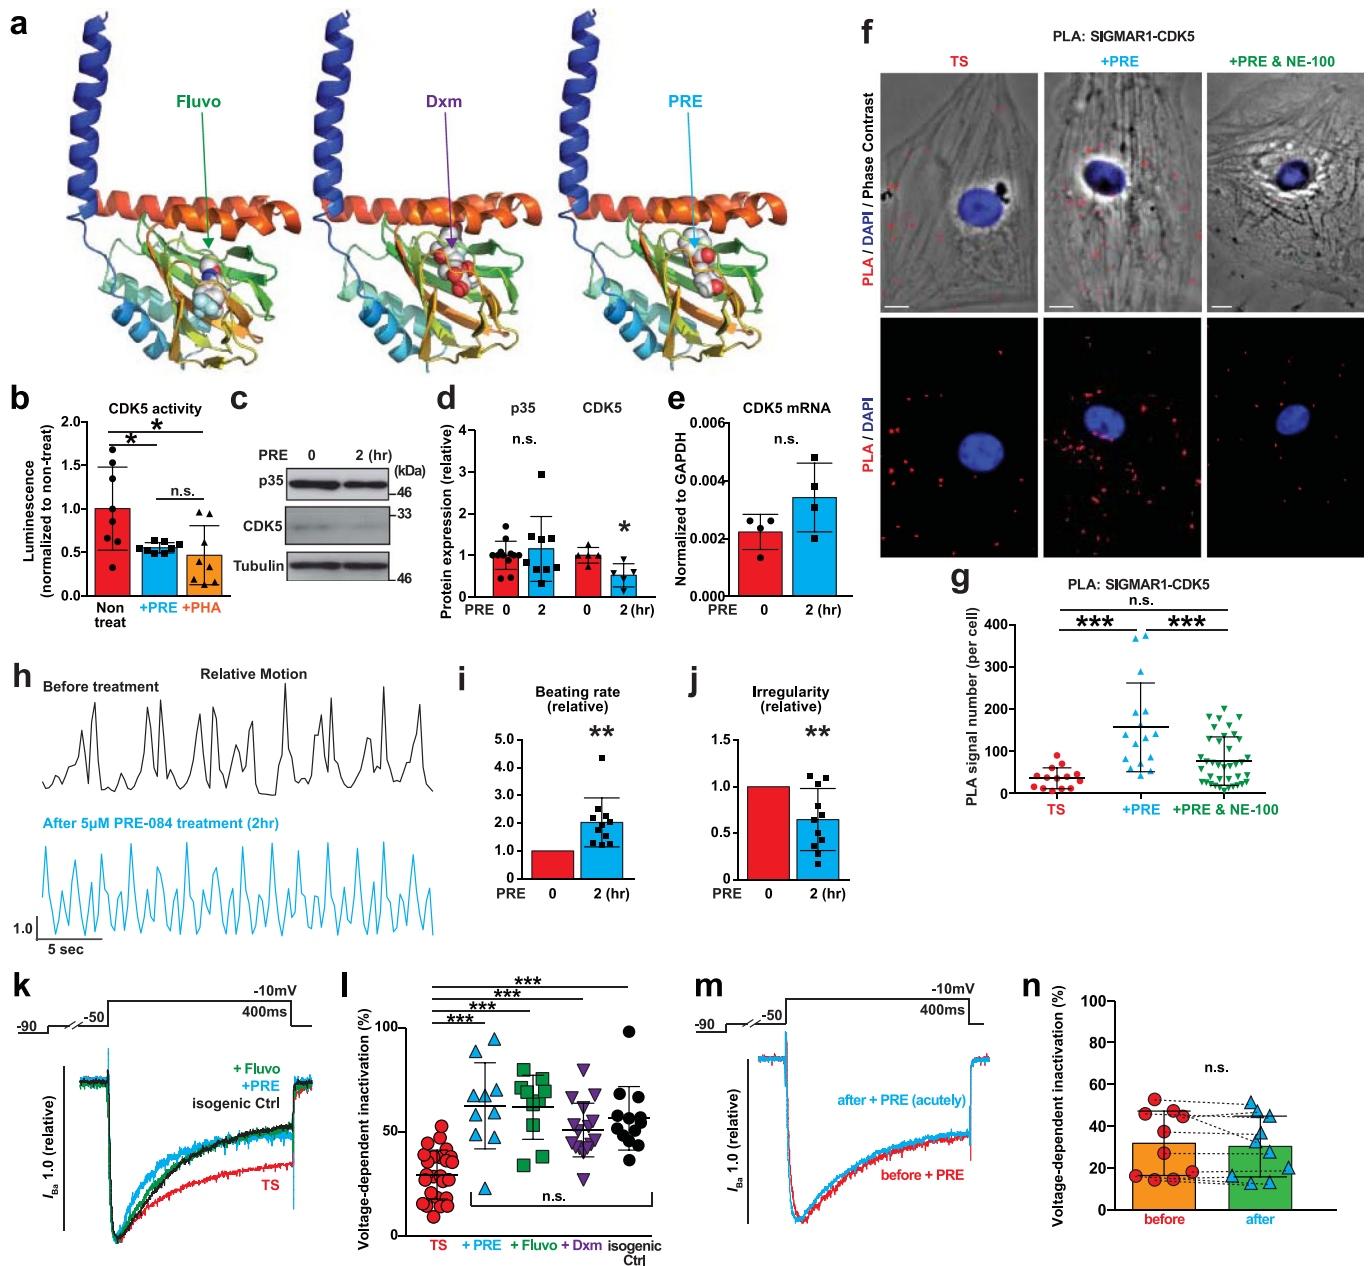 a
Fluvo
Dxm
PRE
b
CDK5 activity
Luminescence
(normalized to non-treat)
2.0
1.5
1.0
0.5
0.0
*
*
n.s.
Non
treat
+PRE
+PHA
c
PRE
0
2 (hr)
(kDa)
p35
46
33
CDK5
Tubulin
46
d
p35
CDK5
n.s.
*
Protein expression (relative)
4
3
2
1
0
PRE
0
2
0
2 (hr)
e
CDK5 mRNA
n.s.
Normalized to GAPDH
0.006
0.004
0.002
0.000
PRE
0
2 (hr)
f
PLA: SIGMAR1-CDK5
TS
+PRE
+PRE & NE-100
PLA / DAPI / Phase Contrast
PLA / DAPI
g
PLA: SIGMAR1-CDK5
n.s.
***
***
PLA signal number (per cell)
400
300
200
100
0
TS
+PRE
+PRE & NE-100
h
Relative Motion
Before treatment
After 5μM PRE-084 treatment (2hr)
1.0
5 sec
i
Beating rate
(relative)
**
5.0
4.0
3.0
2.0
1.0
0
PRE
0
2 (hr)
j
Irregularity
(relative)
**
1.5
1.0
0.5
0
PRE
0
2 (hr)
k
-10mV
400ms
-50
-90
+ Fluvo
+PRE
isogenic Ctrl
TS
IBa 1.0 (relative)
l
***
***
***
***
Voltage-dependent inactivation (%)
100
50
0
n.s.
TS
+ PRE
+ Fluvo
+ Dxm
isogenic
Ctrl
m
-10mV
400ms
-50
-90
after + PRE (acutely)
before + PRE
IBa 1.0 (relative)
n
Voltage-dependent inactivation (%)
100
80
60
40
20
0
n.s.
before
after